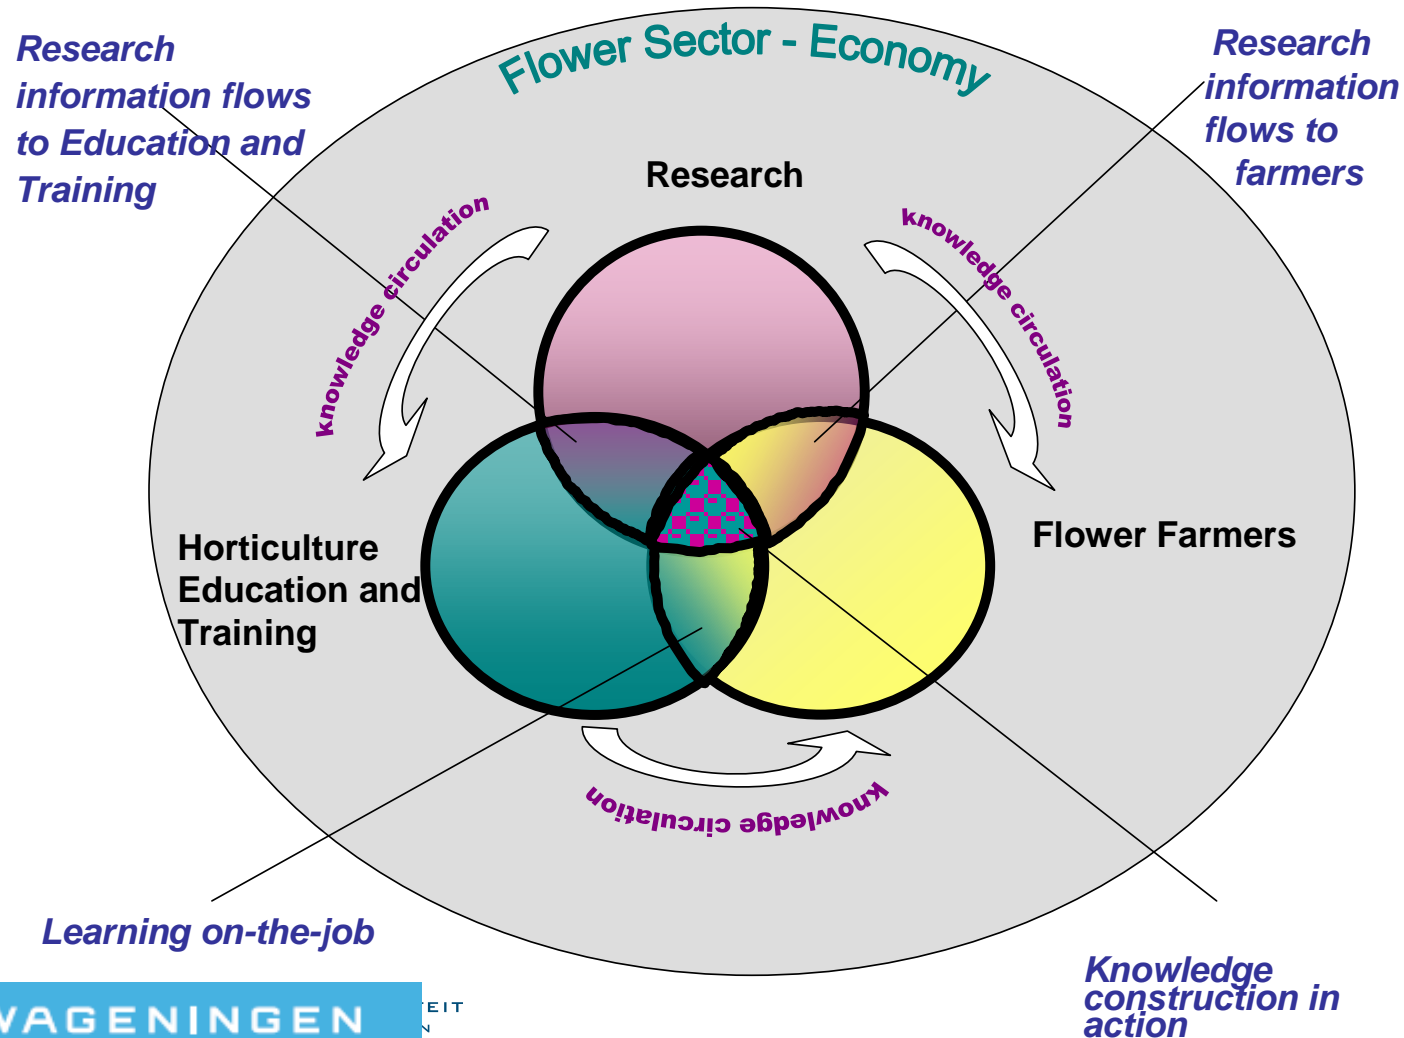 Flower Sector - Economy
Research
information flows
to Education and
Training
Research
information
flows to
farmers
Research
knowledge circulation
knowledge circulation
Horticulture
Education and
Training
Flower Farmers
knowledge circulation
Learning on-the-job
Knowledge
construction in
action
WAGENINGEN
EIT